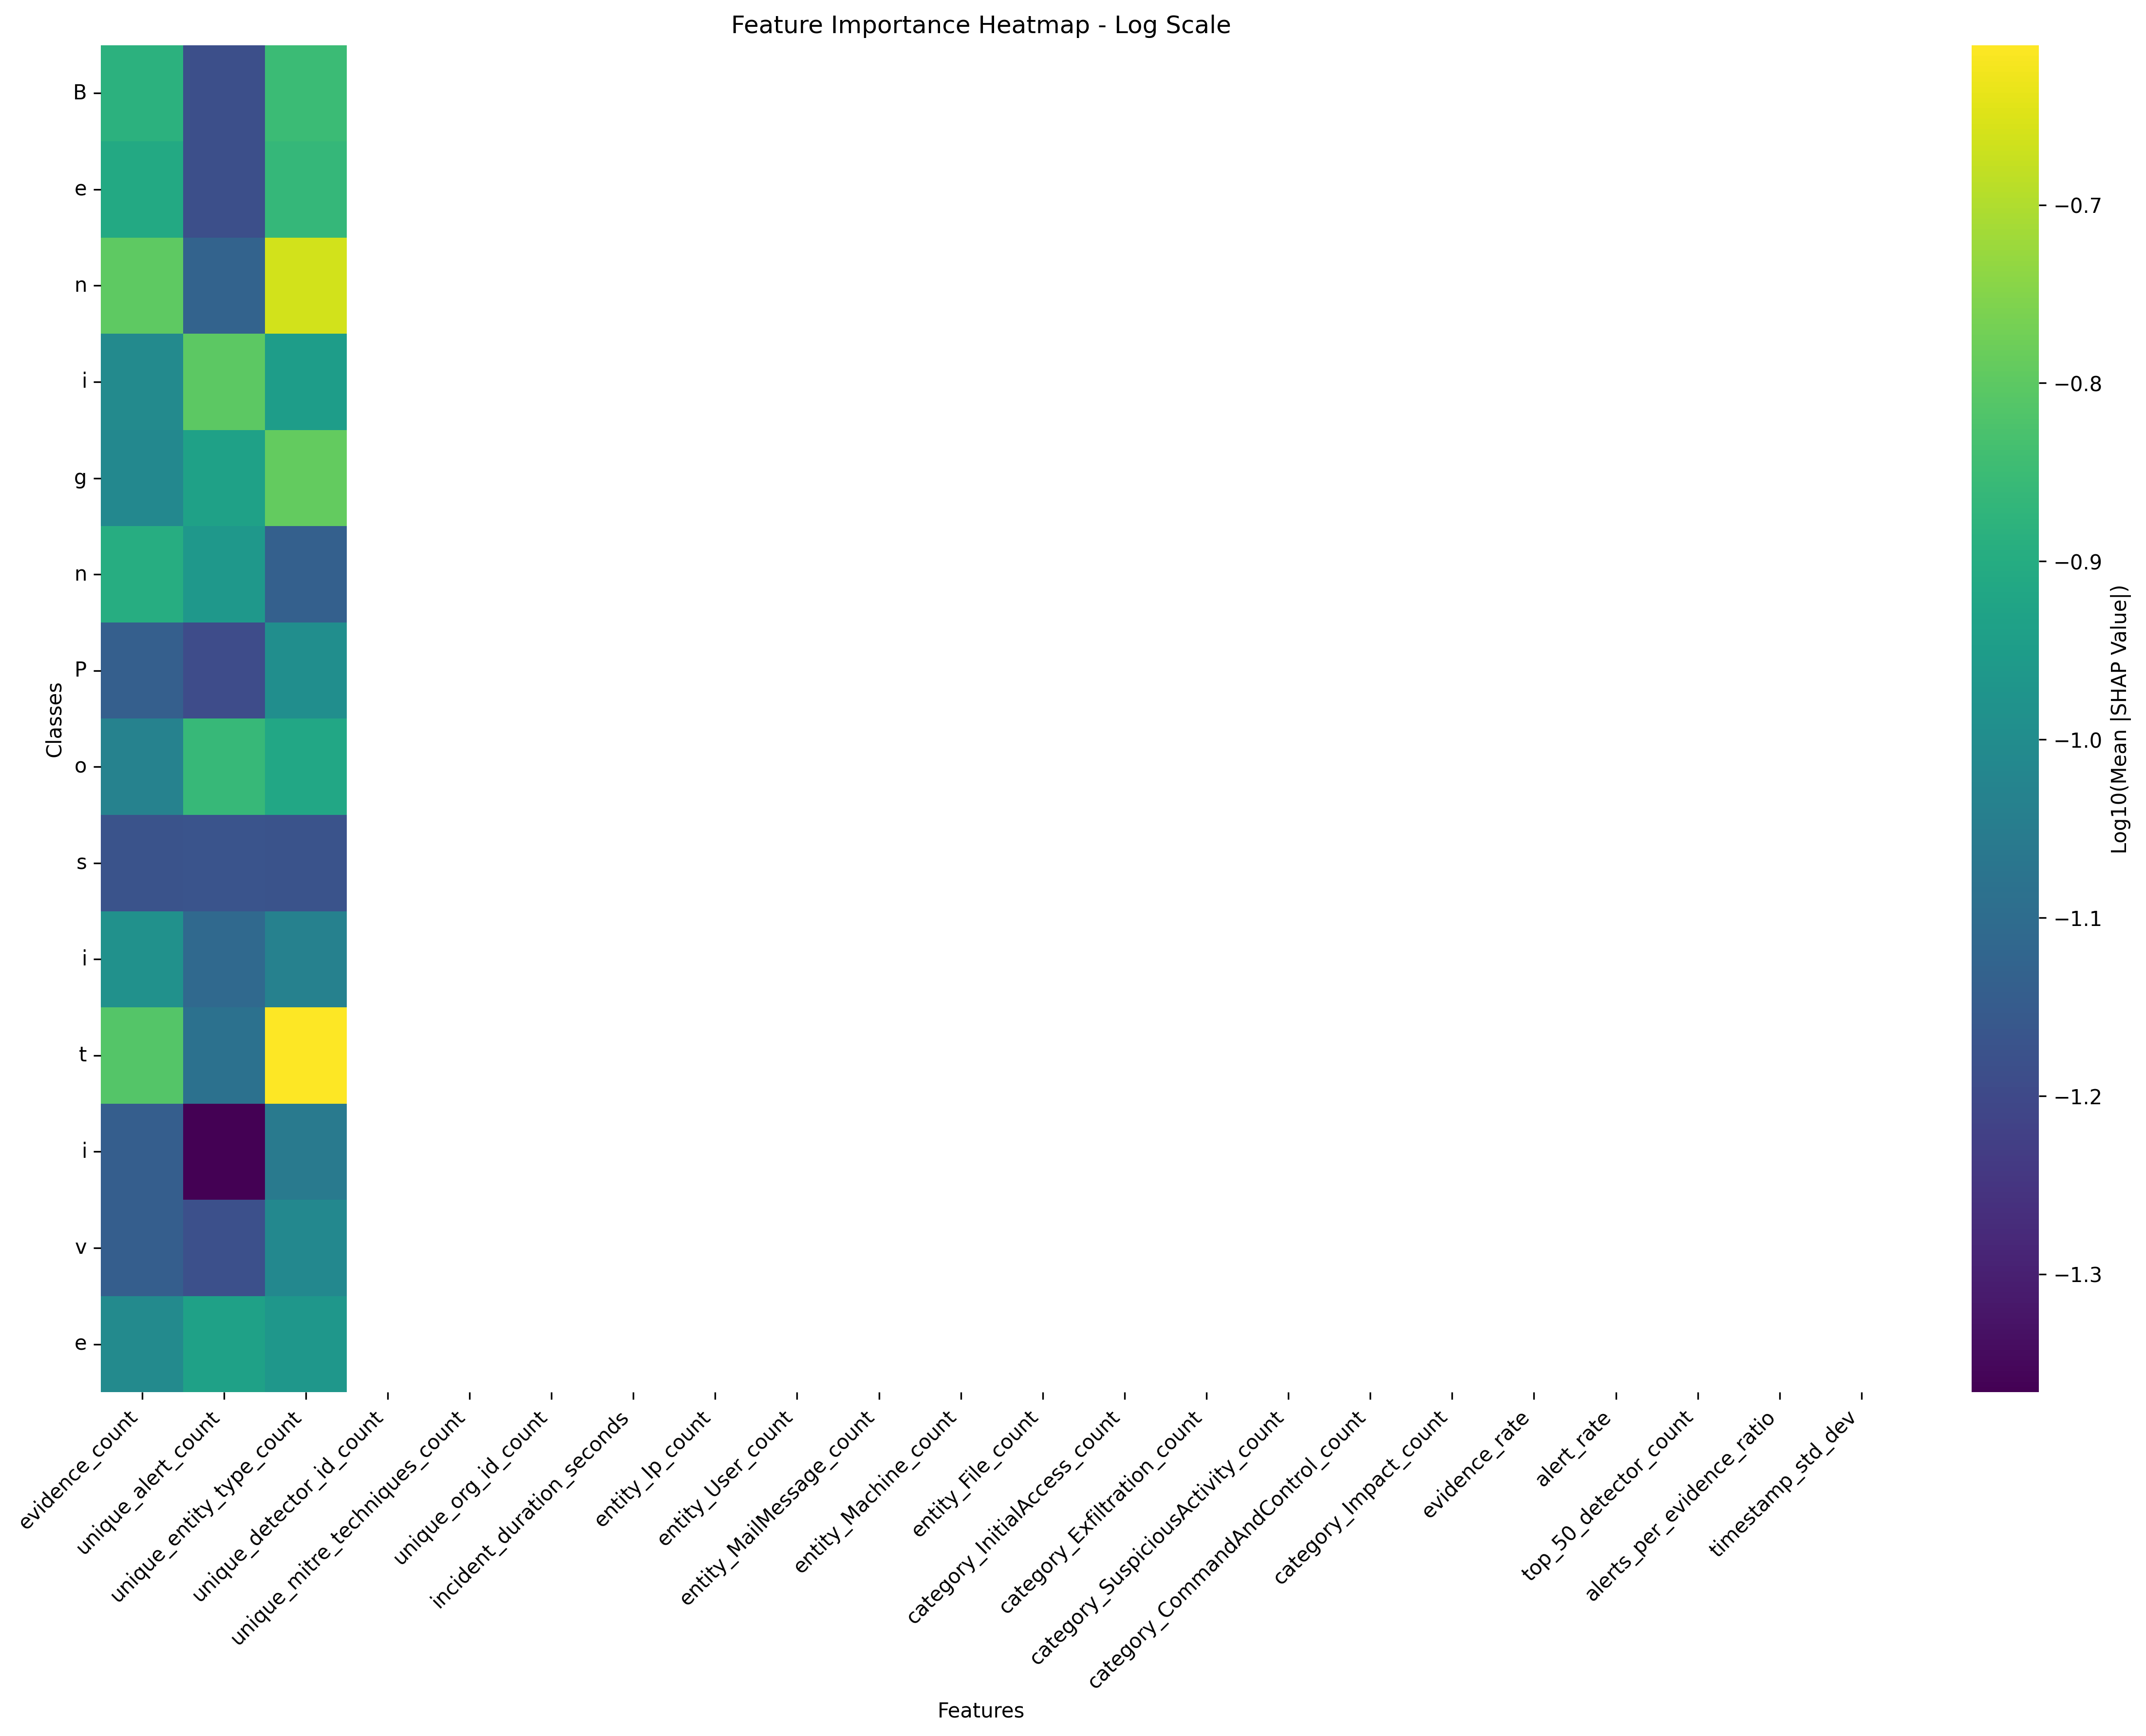 Feature Importance Heatmap - Log Scale
B
e
n
i
g
n
P
o
s
i
t
i
v
e
Classes
evidence_count
unique_alert_count
unique_entity_type_count
unique_detector_id_count
unique_mitre_techniques_count
unique_org_id_count
incident_duration_seconds
entity_Ip_count
entity_User_count
entity_MailMessage_count
entity_Machine_count
entity_File_count
category_InitialAccess_count
category_Exfiltration_count
category_SuspiciousActivity_count
category_CommandAndControl_count
category_Impact_count
evidence_rate
alert_rate
top_50_detector_count
alerts_per_evidence_ratio
timestamp_std_dev
Features
−0.7
−0.8
−0.9
−1.0
−1.1
−1.2
−1.3
Log10(Mean |SHAP Value|)